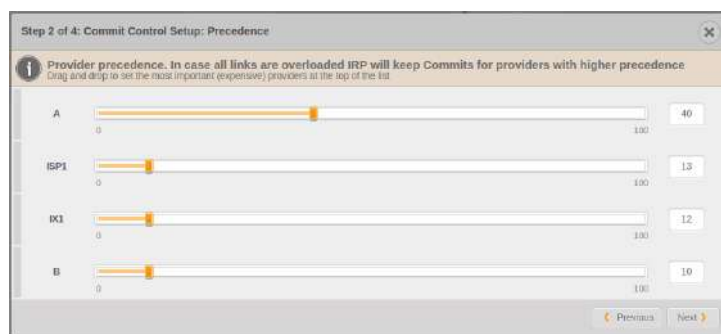 Step 2 of 4: Commit Control Setup: Precedence
Provider precedence. In case all links are overloaded IRP will keep Commits for providers with higher precedence
Drag and drop to set the most important (expensive) providers at the top of the list
A
40
0
100
ISP1
13
0
100
IX1
12
0
100
B
10
0
100
Previous
Next